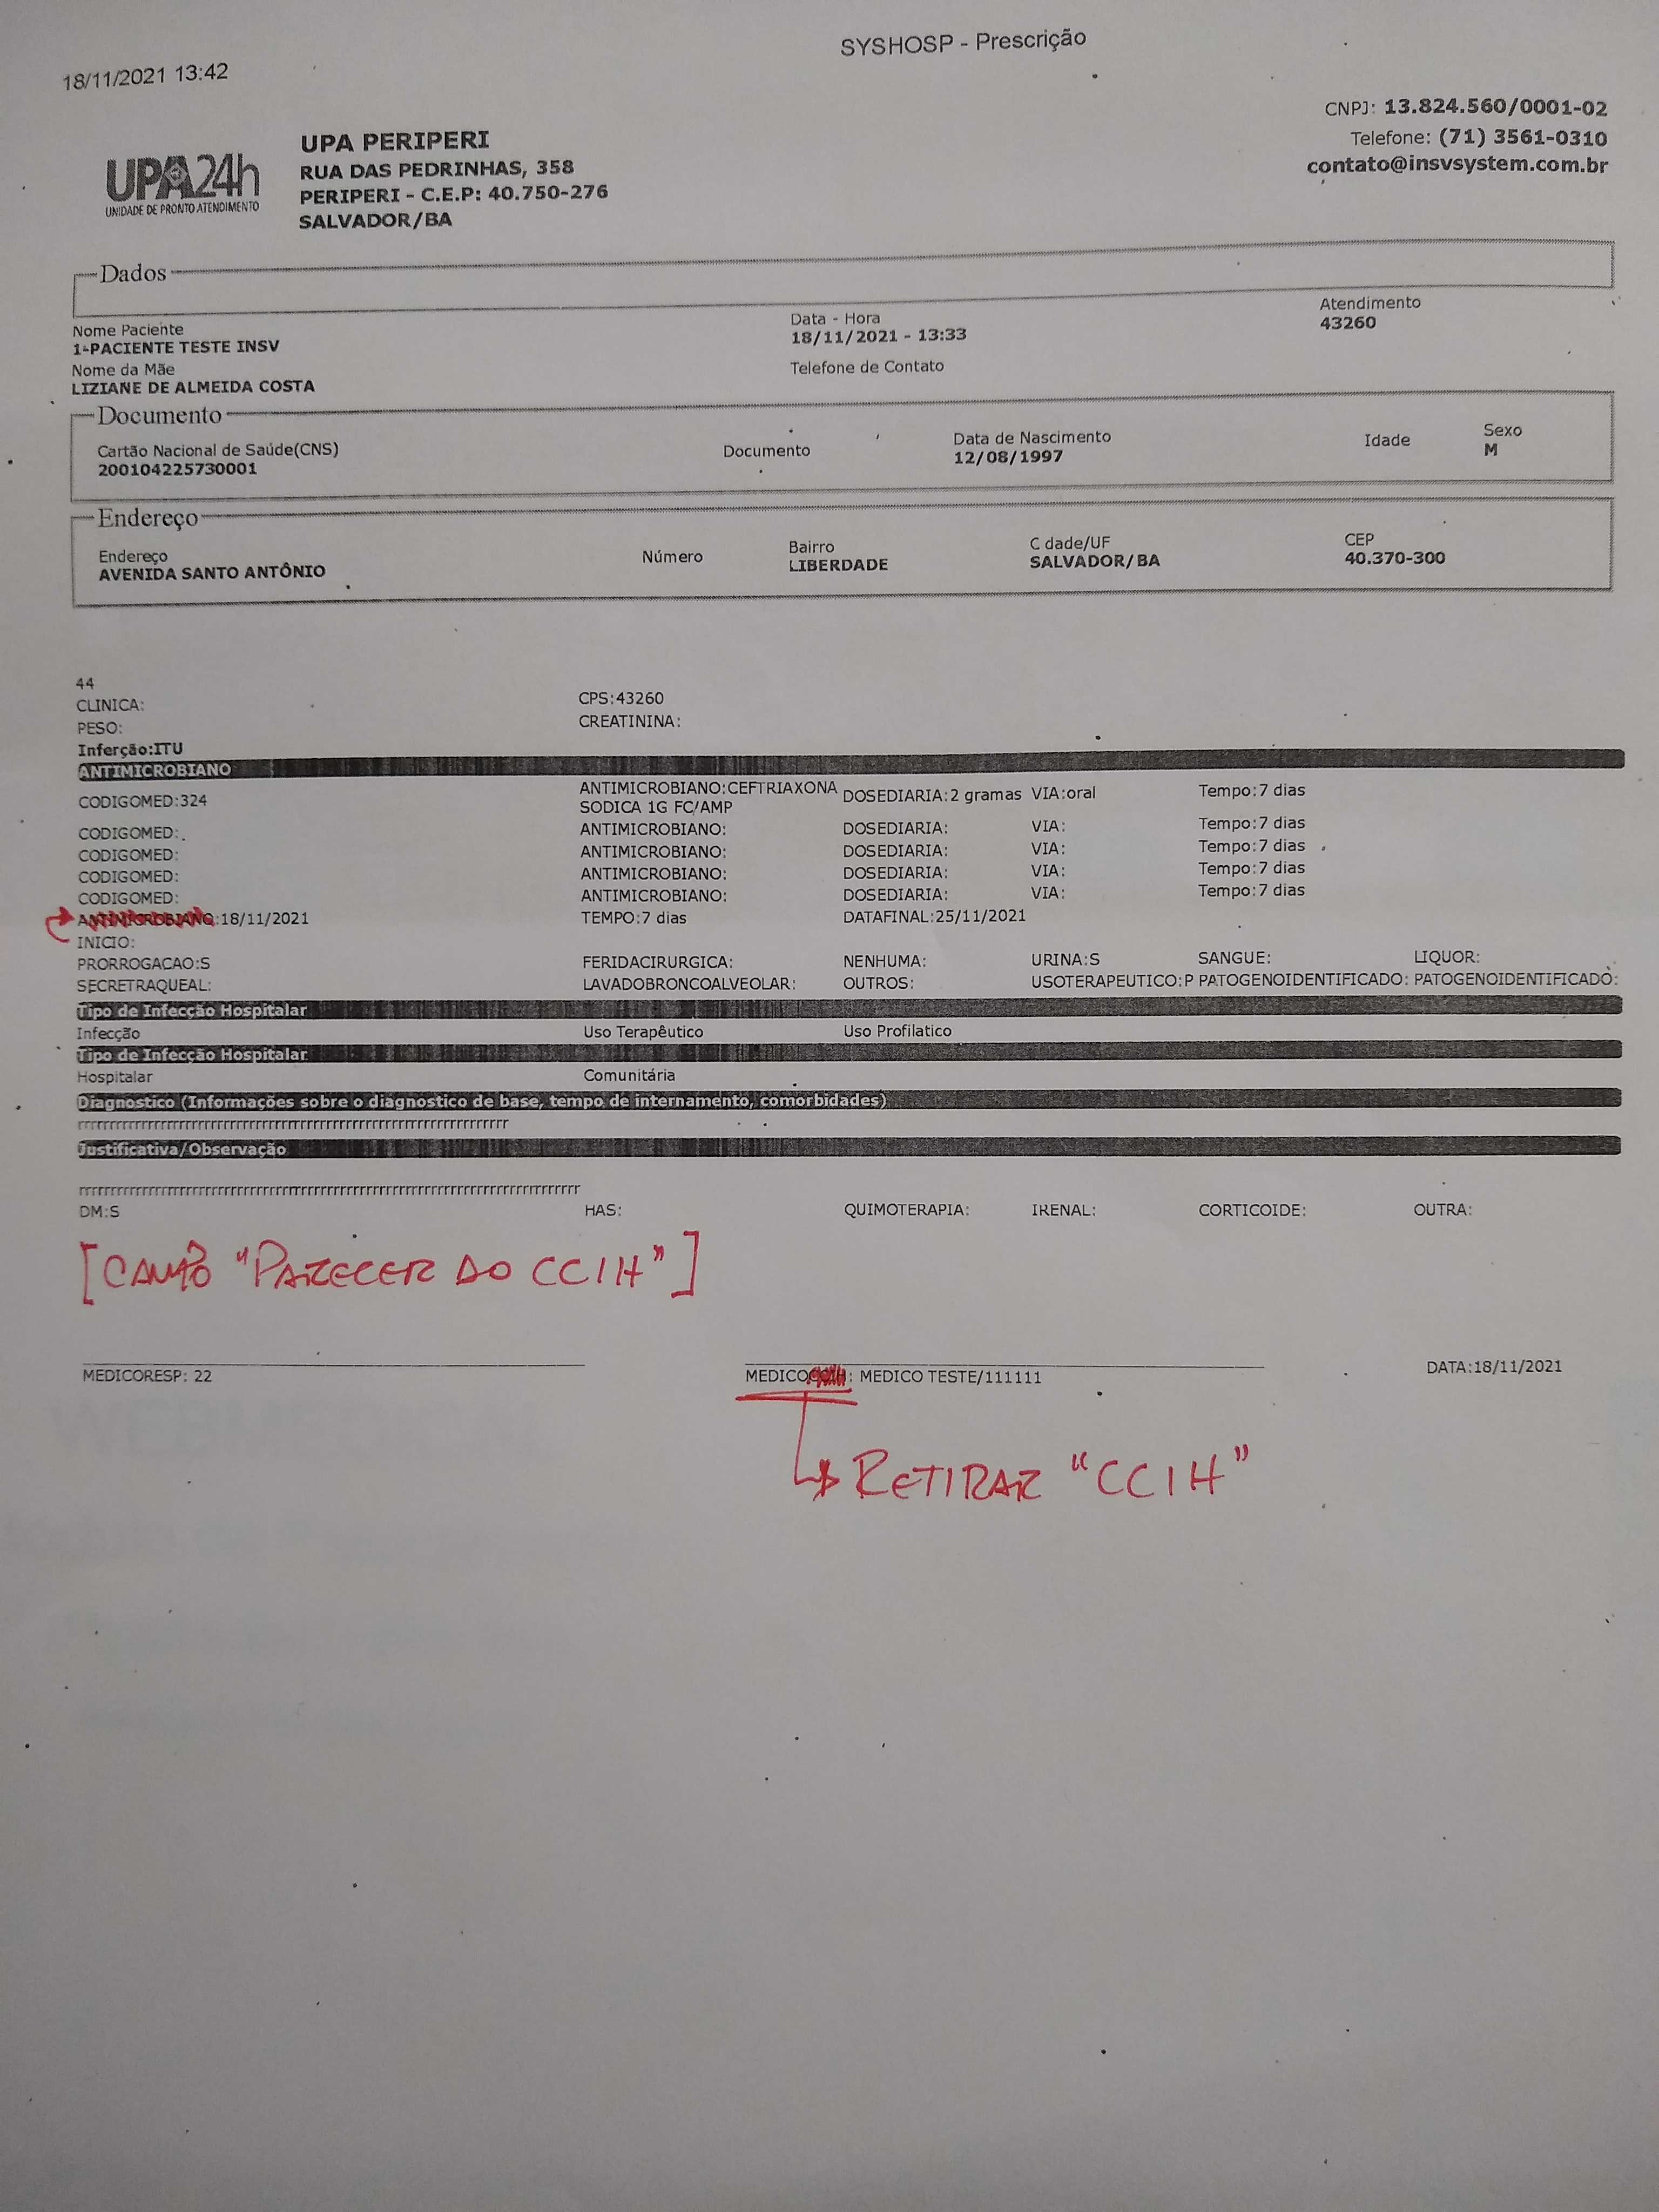 SYSHOSP - Prescrição
18/11/2021 13:42
CNPJ: 13.824.560/0001-02
Telefone: (71) 3561-0310
contato@insvsystem.com.br
UPA24h
UNIDADE DE PRONTO ATENDIMENTO
UPA PERIPERI
RUA DAS PEDRINHAS, 358
PERIPERI - C.E.P: 40.750-276
SALVADOR/BA
Dados
Nome Paciente Data - Hora Atendimento
1-PACIENTE TESTE INSV 18/11/2021 - 13:33 43260
Nome da Mãe Telefone de Contato
LIZIANE DE ALMEIDA COSTA
Documento
Cartão Nacional de Saúde(CNS) Documento Data de Nascimento Idade Sexo
200104225730001 12/08/1997 M
Endereço
Endereço Número Bairro C dade/UF CEP
AVENIDA SANTO ANTÔNIO LIBERDADE SALVADOR/BA 40.370-300
44
CLINICA: CPS:43260
PESO: CREATININA:
Inferção:ITU
ANTIMICROBIANO
CODIGOMED:324 ANTIMICROBIANO:CEFTRIAXONA DOSEDIARIA:2 gramas VIA:oral Tempo:7 dias
SODICA 1G FC/AMP
CODIGOMED: ANTIMICROBIANO: DOSEDIARIA: VIA: Tempo:7 dias
CODIGOMED: ANTIMICROBIANO: DOSEDIARIA: VIA: Tempo:7 dias
CODIGOMED: ANTIMICROBIANO: DOSEDIARIA: VIA: Tempo:7 dias
CODIGOMED: ANTIMICROBIANO: DOSEDIARIA: VIA: Tempo:7 dias
ANTIMICROBIANO:18/11/2021 TEMPO:7 dias DATAFINAL:25/11/2021
INICIO:
PRORROGACAO:S FERIDACIRURGICA: NENHUMA: URINA:S SANGUE: LIQUOR:
SECRETRAQUEAL: LAVADOBRONCOALVEOLAR: OUTROS: USOTERAPEUTICO:P PATOGENOIDENTIFICADO: PATOGENOIDENTIFICADO:
Tipo de Infecção Hospitalar
Infecção Uso Terapêutico Uso Profilatico
Tipo de Infecção Hospitalar
Hospitalar Comunitária
Diagnostico (Informações sobre o diagnostico de base, tempo de internamento, comorbidades)
Justificativa/Observação
DM:S HAS: QUIMOTERAPIA: IRENAL: CORTICOIDE: OUTRA:
[CAMPO "PARECER DO CCIH"]
MEDICORESP: 22 MEDICOCCIH: MEDICO TESTE/111111 DATA:18/11/2021
RETIRAR "CCIH"